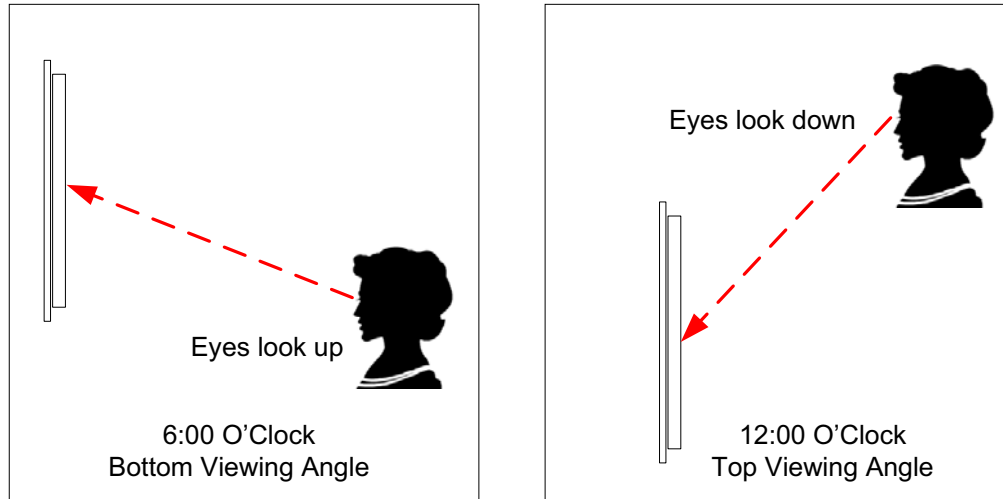 Eyes look up
6:00 O’Clock
Bottom Viewing Angle
Eyes look down
12:00 O’Clock
Top Viewing Angle